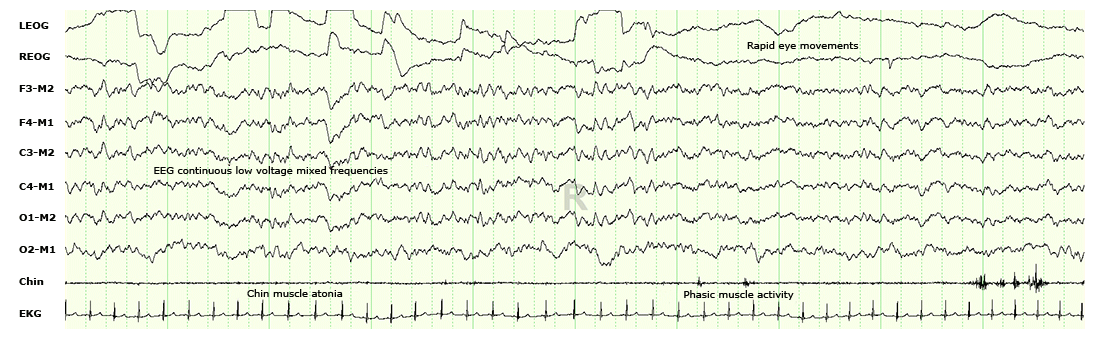 LEOG
Rapid eye movements
REOG
F3-M2
F4-M1
C3-M2
EEG continuous low voltage mixed frequencies
C4-M1
R
O1-M2
O2-M1
Chin
Chin muscle atonia
Phasic muscle activity
EKG